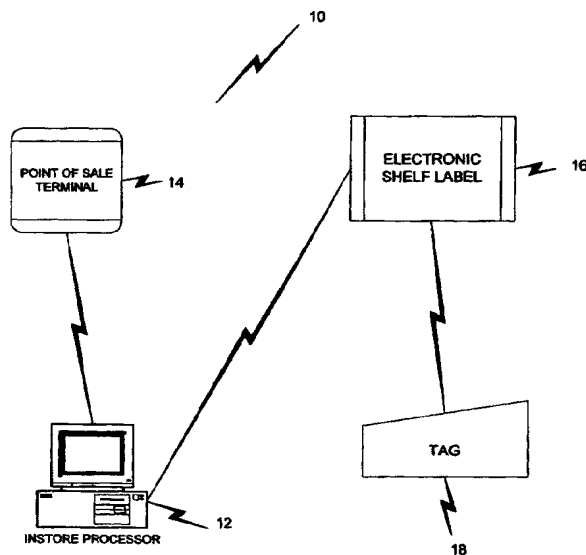 10
POINT OF SALE
TERMINAL
14
ELECTRONIC
SHELF LABEL
16
TAG
18
12
INSTORE PROCESSOR